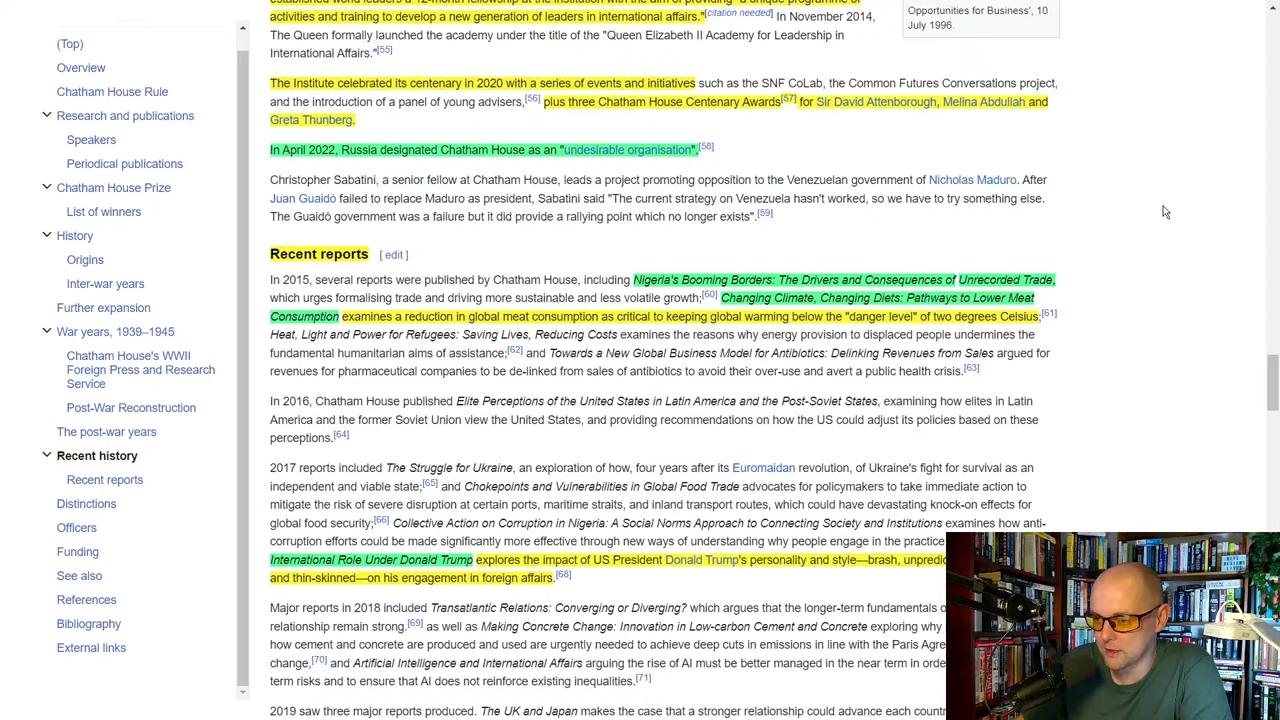 established world leaders a 12-month fellowship at the institution with the aim of providing "a unique programme of
activities and training to develop a new generation of leaders in international affairs."[citation needed] In November 2014,
The Queen formally launched the academy under the title of the "Queen Elizabeth II Academy for Leadership in
International Affairs."[55]
Opportunities for Business', 10
July 1996.
(Top)
Overview
Chatham House Rule
Research and publications
Speakers
Periodical publications
Chatham House Prize
List of winners
History
Origins
Inter-war years
Further expansion
War years, 1939–1945
Chatham House's WWII
Foreign Press and Research
Service
Post-War Reconstruction
The post-war years
Recent history
Recent reports
Distinctions
Officers
Funding
See also
References
Bibliography
External links
The Institute celebrated its centenary in 2020 with a series of events and initiatives such as the SNF CoLab, the Common Futures Conversations project,
and the introduction of a panel of young advisers,[56] plus three Chatham House Centenary Awards[57] for Sir David Attenborough, Melina Abdullah and
Greta Thunberg.
In April 2022, Russia designated Chatham House as an "undesirable organisation".[58]
Christopher Sabatini, a senior fellow at Chatham House, leads a project promoting opposition to the Venezuelan government of Nicholas Maduro. After
Juan Guaidó failed to replace Maduro as president, Sabatini said "The current strategy on Venezuela hasn't worked, so we have to try something else.
The Guaidó government was a failure but it did provide a rallying point which no longer exists".[59]
Recent reports [ edit ]
In 2015, several reports were published by Chatham House, including Nigeria's Booming Borders: The Drivers and Consequences of Unrecorded Trade,
which urges formalising trade and driving more sustainable and less volatile growth;[60] Changing Climate, Changing Diets: Pathways to Lower Meat
Consumption examines a reduction in global meat consumption as critical to keeping global warming below the "danger level" of two degrees Celsius;[61]
Heat, Light and Power for Refugees: Saving Lives, Reducing Costs examines the reasons why energy provision to displaced people undermines the
fundamental humanitarian aims of assistance;[62] and Towards a New Global Business Model for Antibiotics: Delinking Revenues from Sales argued for
revenues for pharmaceutical companies to be de-linked from sales of antibiotics to avoid their over-use and avert a public health crisis.[63]
In 2016, Chatham House published Elite Perceptions of the United States in Latin America and the Post-Soviet States, examining how elites in Latin
America and the former Soviet Union view the United States, and providing recommendations on how the US could adjust its policies based on these
perceptions.[64]
2017 reports included The Struggle for Ukraine, an exploration of how, four years after its Euromaidan revolution, of Ukraine's fight for survival as an
independent and viable state;[65] and Chokepoints and Vulnerabilities in Global Food Trade advocates for policymakers to take immediate action to
mitigate the risk of severe disruption at certain ports, maritime straits, and inland transport routes, which could have devastating knock-on effects for
global food security;[66] Collective Action on Corruption in Nigeria: A Social Norms Approach to Connecting Society and Institutions examines how anti-
corruption efforts could be made significantly more effective through new ways of understanding why people engage in the practice
International Role Under Donald Trump explores the impact of US President Donald Trump's personality and style—brash, unpredic
and thin-skinned—on his engagement in foreign affairs.[68]
Major reports in 2018 included Transatlantic Relations: Converging or Diverging? which argues that the longer-term fundamentals o
relationship remain strong.[69] as well as Making Concrete Change: Innovation in Low-carbon Cement and Concrete exploring why
how cement and concrete are produced and used are urgently needed to achieve deep cuts in emissions in line with the Paris Agre
change,[70] and Artificial Intelligence and International Affairs arguing the rise of AI must be better managed in the near term in orde
term risks and to ensure that AI does not reinforce existing inequalities.[71]
2019 saw three major reports produced. The UK and Japan makes the case that a stronger relationship could advance each count